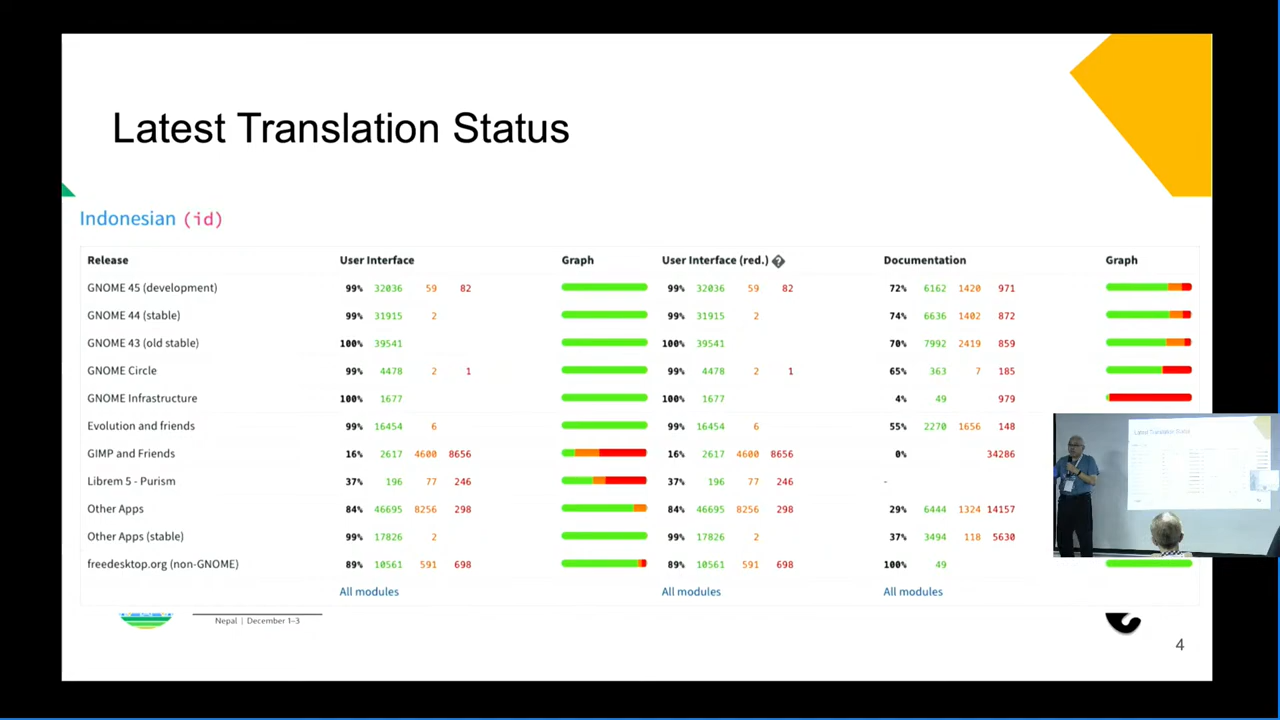 Latest Translation Status
Indonesian (id)
Release User Interface Graph User Interface (red.) Documentation Graph
GNOME 45 (development) 99% 32036 59 82 99% 32036 59 82 72% 6162 1420 971
GNOME 44 (stable) 99% 31915 2 99% 31915 2 74% 6636 1402 872
GNOME 43 (old stable) 100% 39541 100% 39541 70% 7992 2419 859
GNOME Circle 99% 4478 2 1 99% 4478 2 1 65% 363 7 185
GNOME Infrastructure 100% 1677 100% 1677 4% 49 979
Evolution and friends 99% 16454 6 99% 16454 6 55% 2270 1656 148
GIMP and Friends 16% 2617 4600 8656 16% 2617 4600 8656 0% 34286
Librem 5 - Purism 37% 196 77 246 37% 196 77 246 -
Other Apps 84% 46695 8256 298 84% 46695 8256 298 29% 6444 1324 14157
Other Apps (stable) 99% 17826 2 99% 17826 2 37% 3494 118 5630
freedesktop.org (non-GNOME) 89% 10561 591 698 89% 10561 591 698 100% 49
All modules All modules All modules
Nepal | December 1-3
4
Latest Translation Status